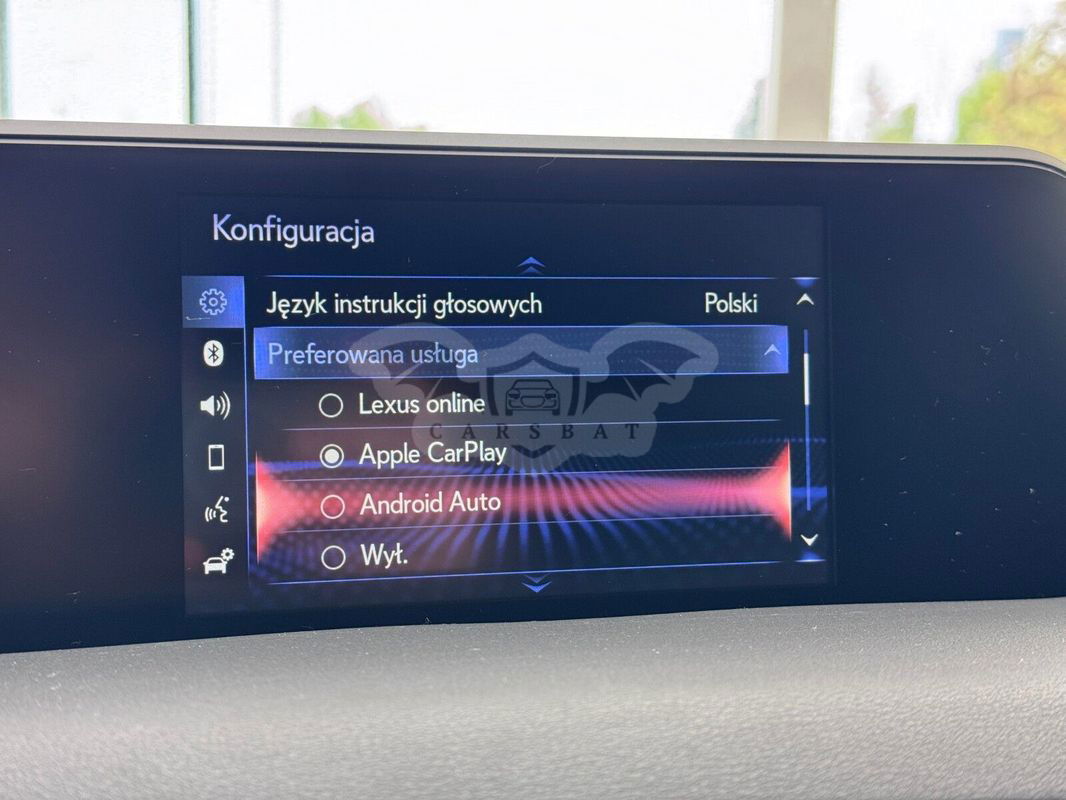 Konfiguracja
Język instrukcji głosowych Polski
Preferowana usługa
Lexus online
CARSBAT
Apple CarPlay
Android Auto
Wył.